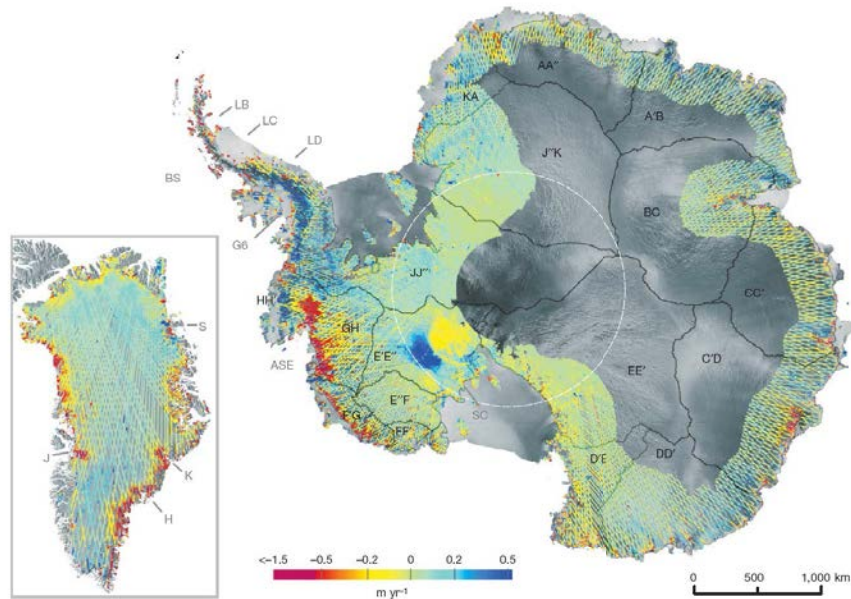 AA"
LB
KA
LC
A'B
LD
J"K
BS
BC
G6
JJ"
CC'
HH'
S
GH
E'E"
C'D
ASE
EE'
E"F
F'G
SC
FF'
DD'
D'E
J
K
H
<–1.5 –0.5 –0.2 0 0.2 0.5
m yr⁻¹
0 500 1,000 km